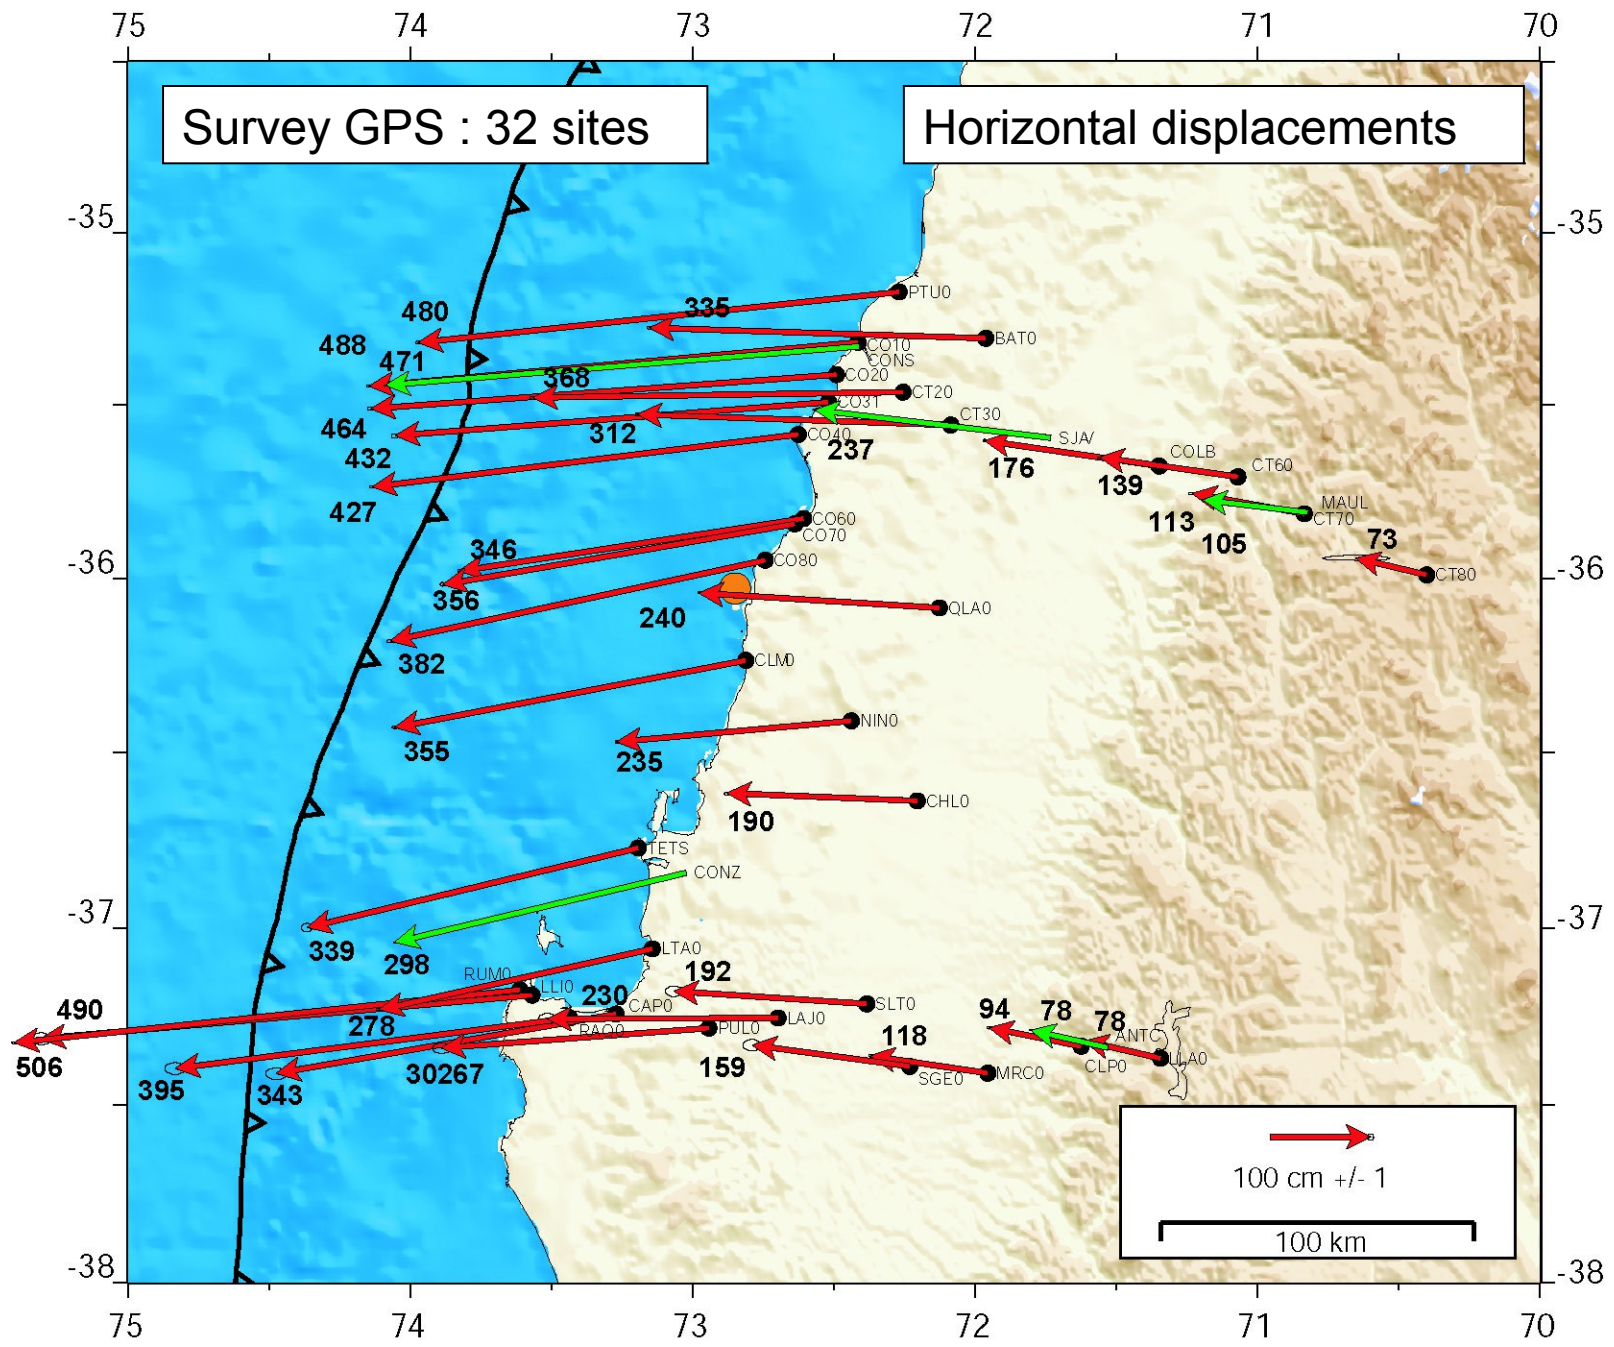 75 74 73 72 71 70
Survey GPS : 32 sites
Horizontal displacements
-35 -35
PTU0
480 335
BAT0
488 CO10
471 CONS
368 CO20
CT20
CO31
464 312 CT30
CO40 SJAV
432 237 COLB
176 CT60
139
427 MAUL
113 CT70
105
CO60
CO70
73
346
CO80
-36 CT80 -36
356
QLA0
240
382 CLM0
NIN0
355 235
CHL0
190
TETS
CONZ
-37 -37
339 298
LTA0
RUM0 192
LLI0
230 CAP0 SLT0
490 278 94 78 78
LAJ0
RAQ0 PUL0 118 ANTC
506 LLA0
395 343 30267 159 CLP0
SGE0 MRC0
100 cm +/- 1
100 km
-38 -38
75 74 73 72 71 70